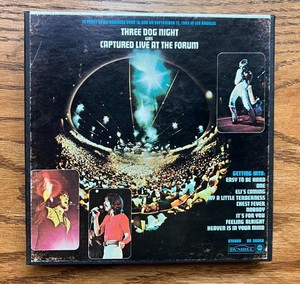 THREE DOG NIGHT
WAS
CAPTURED LIVE AT THE FORUM
GETTING INTO:
EASY TO BE HARD
ONE
ELI'S COMING
TRY A LITTLE TENDERNESS
CHEST FEVER
NOBODY
IT'S FOR YOU
FEELING ALRIGHT
HEAVEN IS IN YOUR MIND
STEREO
DUNHILL